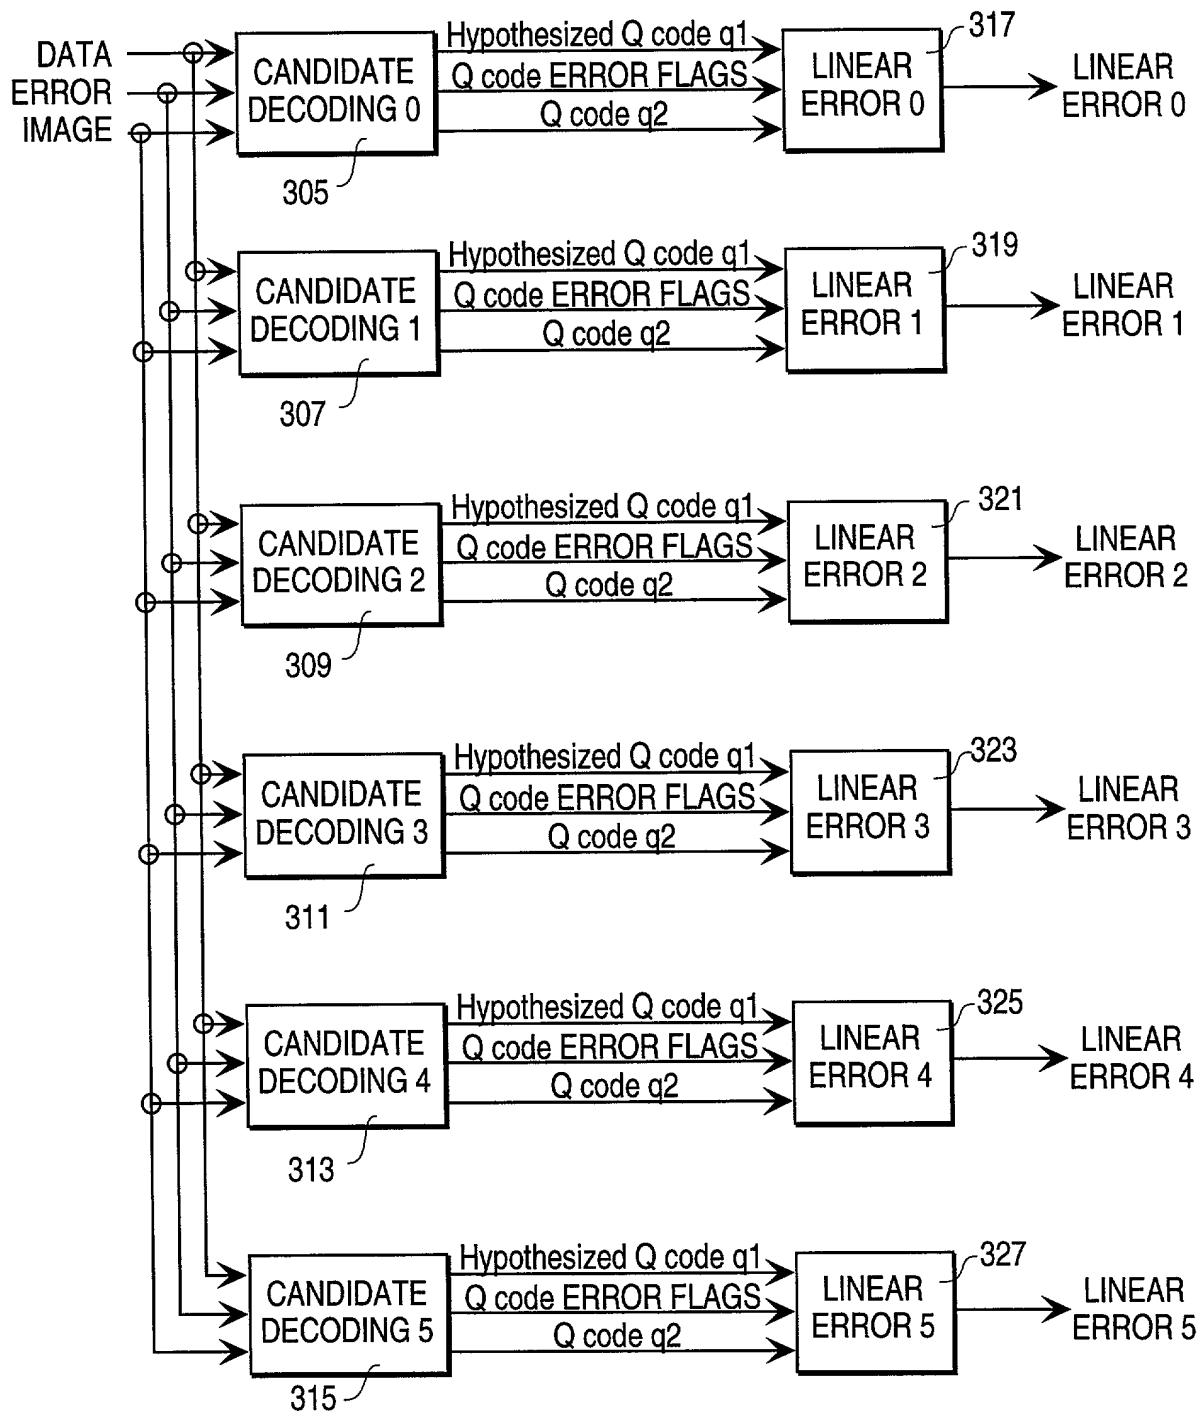 DATA
ERROR
IMAGE
CANDIDATE
DECODING 0
305
Hypothesized Q code q1
Q code ERROR FLAGS
Q code q2
LINEAR
ERROR 0
317
LINEAR
ERROR 0
CANDIDATE
DECODING 1
307
Hypothesized Q code q1
Q code ERROR FLAGS
Q code q2
LINEAR
ERROR 1
319
LINEAR
ERROR 1
CANDIDATE
DECODING 2
309
Hypothesized Q code q1
Q code ERROR FLAGS
Q code q2
LINEAR
ERROR 2
321
LINEAR
ERROR 2
CANDIDATE
DECODING 3
311
Hypothesized Q code q1
Q code ERROR FLAGS
Q code q2
LINEAR
ERROR 3
323
LINEAR
ERROR 3
CANDIDATE
DECODING 4
313
Hypothesized Q code q1
Q code ERROR FLAGS
Q code q2
LINEAR
ERROR 4
325
LINEAR
ERROR 4
CANDIDATE
DECODING 5
315
Hypothesized Q code q1
Q code ERROR FLAGS
Q code q2
LINEAR
ERROR 5
327
LINEAR
ERROR 5